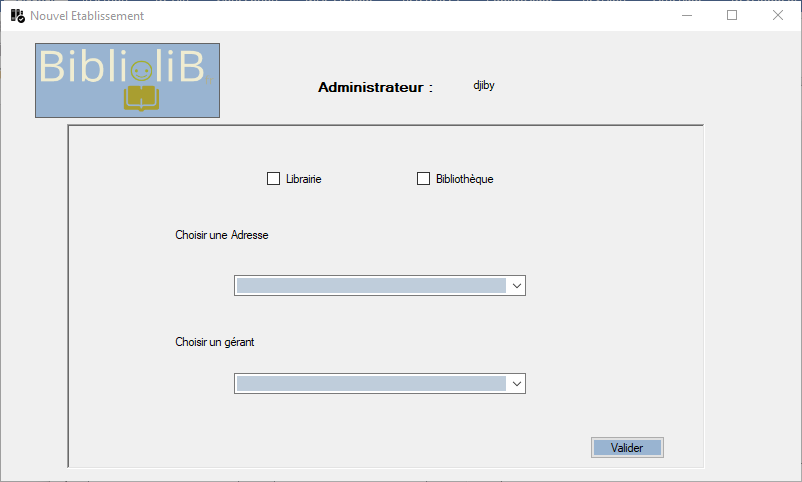 Nouvel Etablissement
BiblioliB
Administrateur :
djiby
Librairie
Bibliothèque
Choisir une Adresse
Choisir un gérant
Valider